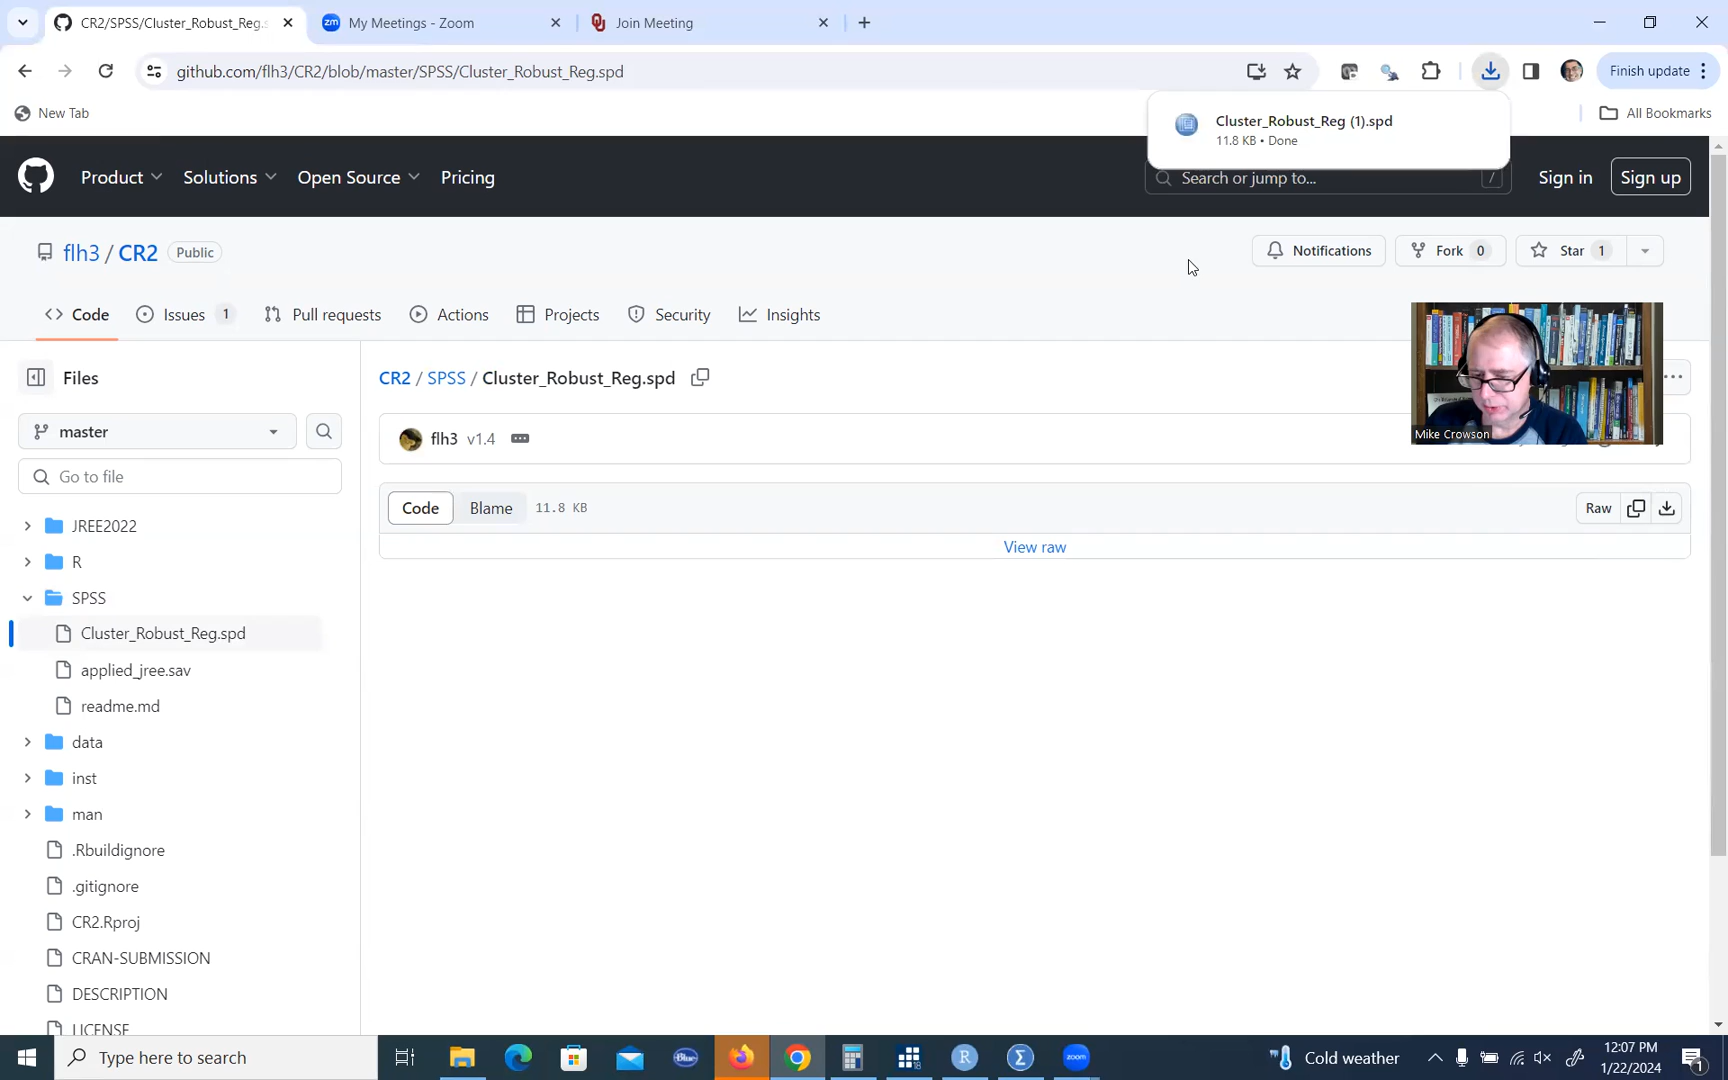 CR2/SPSS/Cluster_Robust_Reg.s
My Meetings - Zoom
Join Meeting
github.com/flh3/CR2/blob/master/SPSS/Cluster_Robust_Reg.spd
Finish update
New Tab
All Bookmarks
Cluster_Robust_Reg (1).spd
11.8 KB • Done
Product
Solutions
Open Source
Pricing
Search or jump to...
/
Sign in
Sign up
flh3 / CR2
Public
Notifications
Fork 0
Star 1
Code
Issues 1
Pull requests
Actions
Projects
Security
Insights
Files
CR2 / SPSS / Cluster_Robust_Reg.spd
master
flh3 v1.4
Mike Crowson
Go to file
Code
Blame
11.8 KB
Raw
View raw
JREE2022
R
SPSS
Cluster_Robust_Reg.spd
applied_jree.sav
readme.md
data
inst
man
.Rbuildignore
.gitignore
CR2.Rproj
CRAN-SUBMISSION
DESCRIPTION
LICENSE
Type here to search
Blue
zoom
Cold weather
12:07 PM
1/22/2024
1